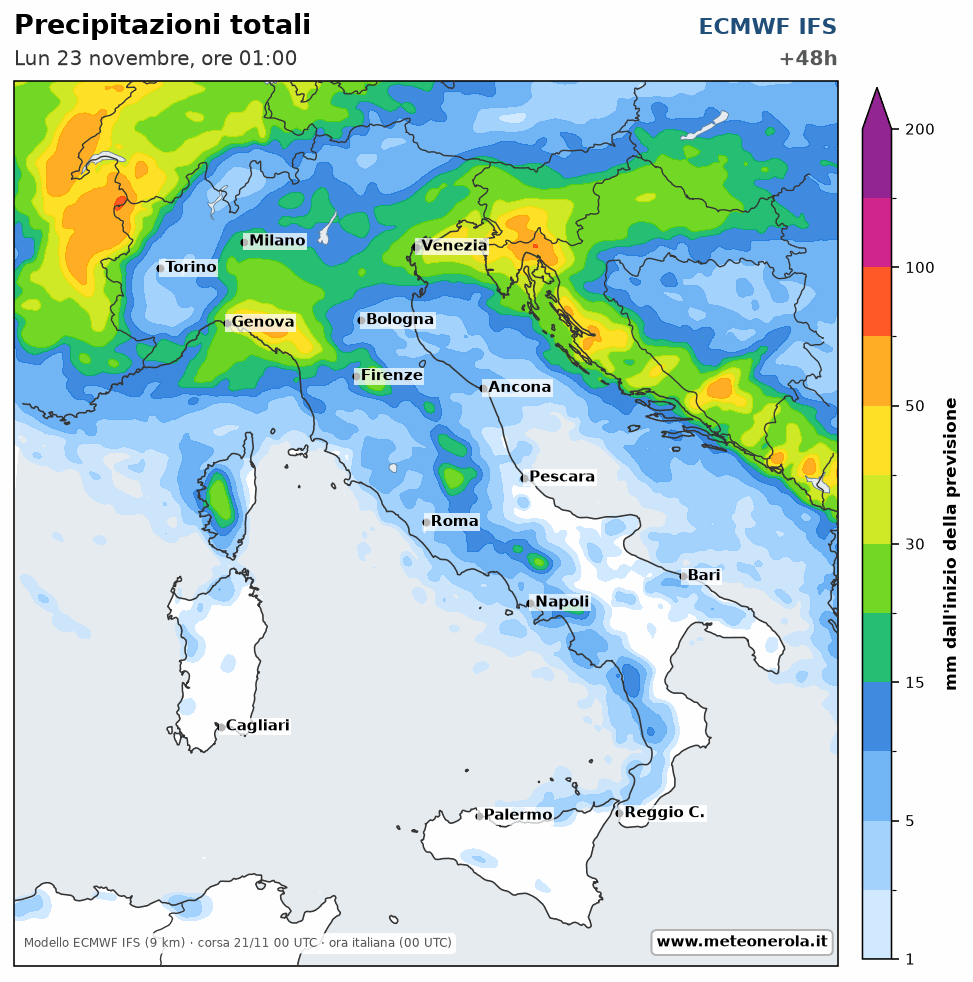 Precipitazioni totali
ECMWF IFS
Lun 23 novembre, ore 01:00
+48h
Milano
Venezia
Torino
Genova
Bologna
Firenze
Ancona
Pescara
Roma
Bari
Napoli
Cagliari
Palermo
Reggio C.
200
100
50
30
15
5
1
mm dall'inizio della previsione
Modello ECMWF IFS (9 km) · corsa 21/11 00 UTC · ora italiana (00 UTC)
www.meteonerola.it